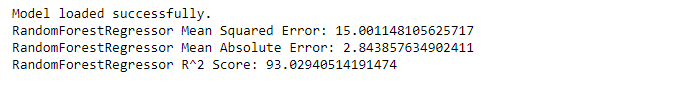 Model loaded successfully.
RandomForestRegressor Mean Squared Error: 15.001148105625717
RandomForestRegressor Mean Absolute Error: 2.843857634902411
RandomForestRegressor R^2 Score: 93.02940514191474